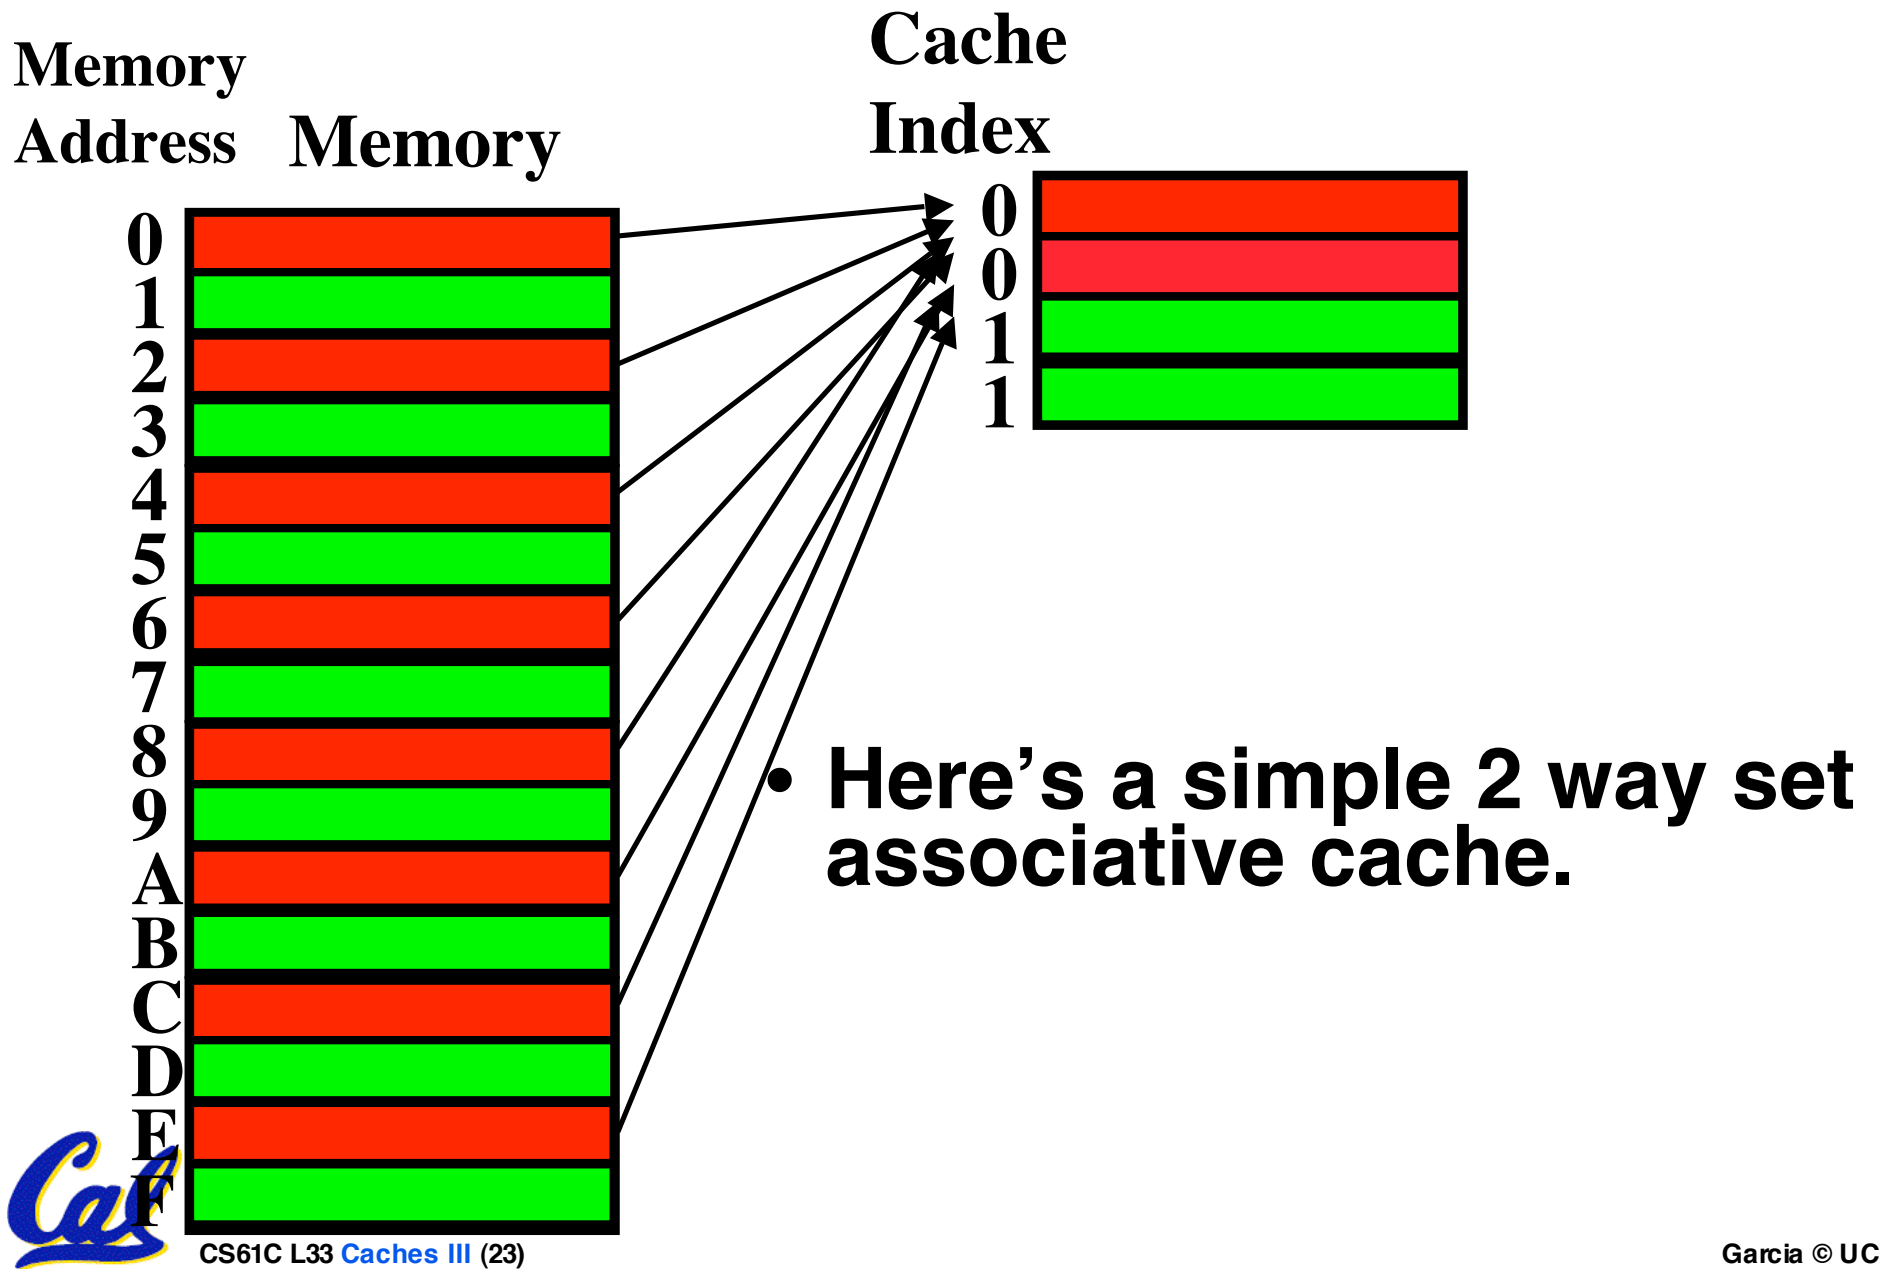 Memory
Address
Memory
Cache
Index
0
1
2
3
4
5
6
7
8
9
A
B
C
D
E
F
0
0
1
1
• Here’s a simple 2 way set
associative cache.
Cal
CS61C L33 Caches III (23)
Garcia © UC